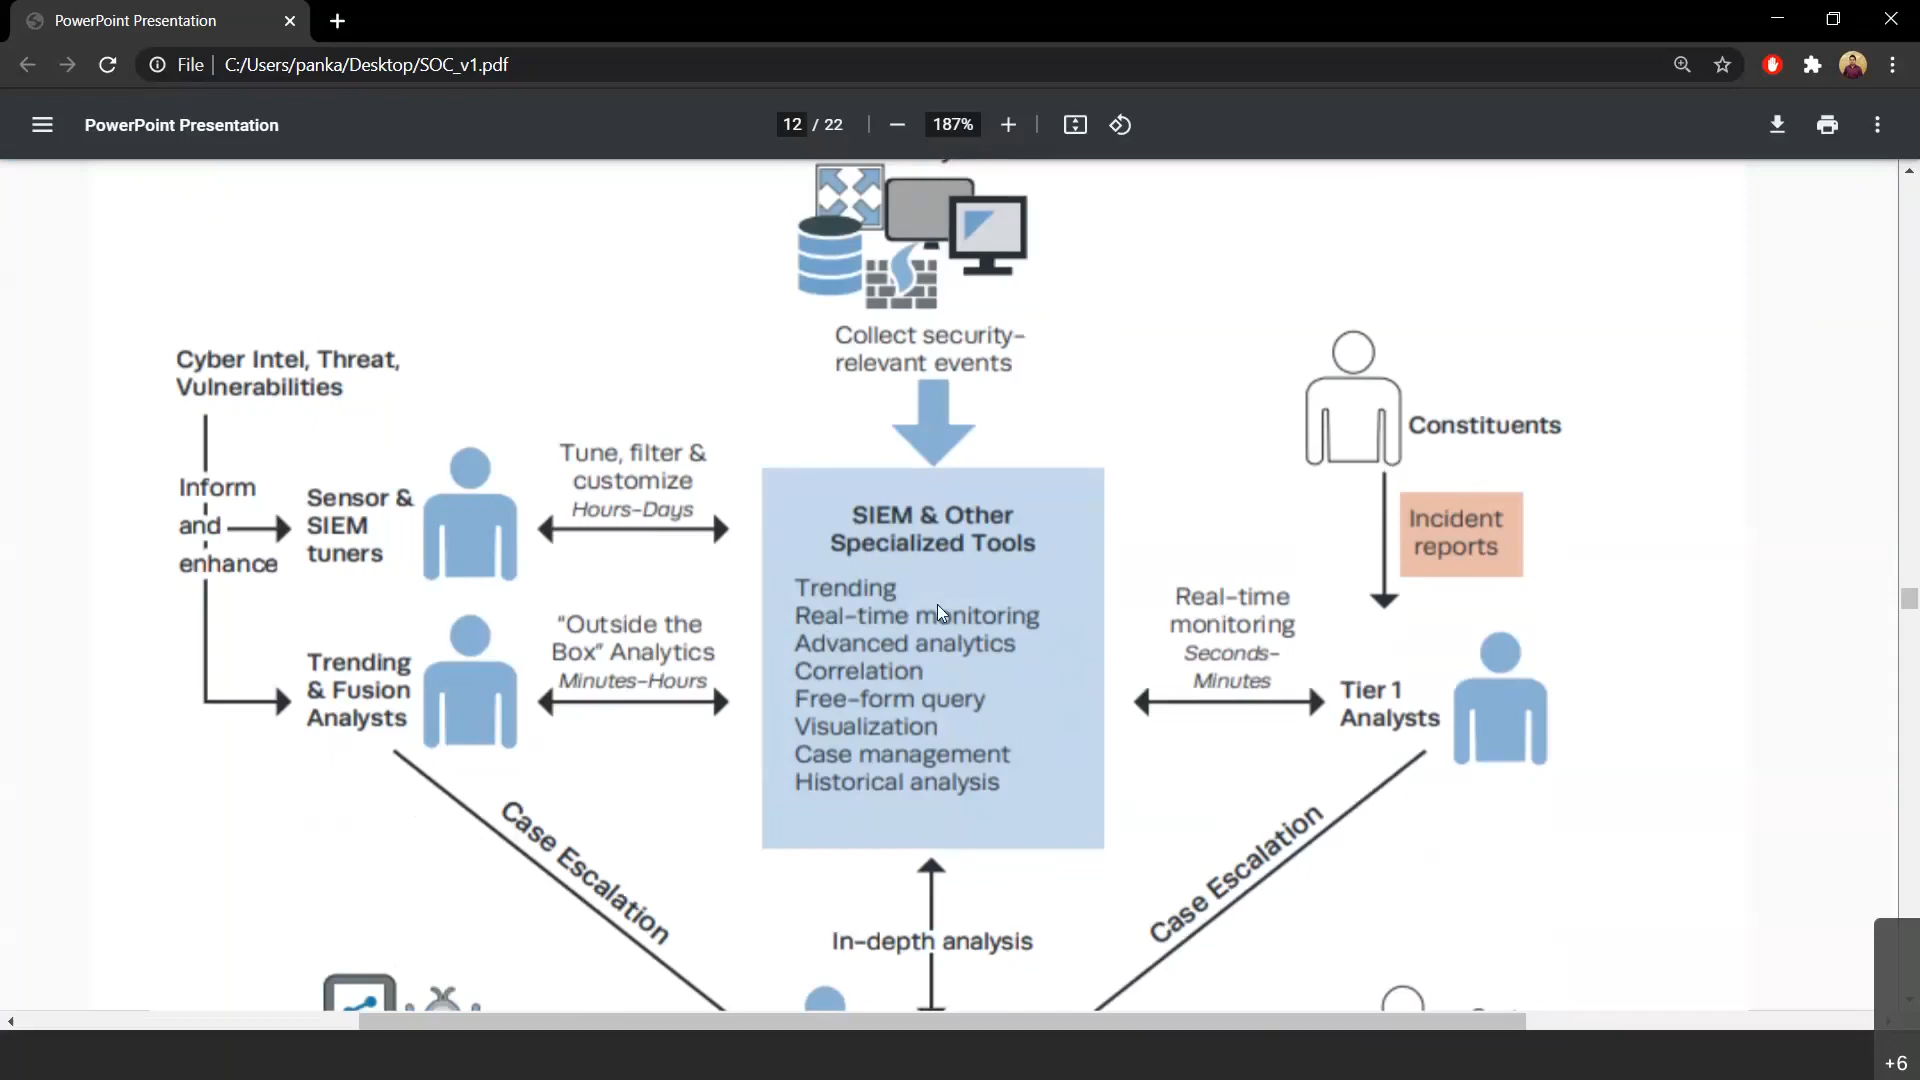 PowerPoint Presentation
File
C:/Users/panka/Desktop/SOC_v1.pdf
PowerPoint Presentation
12 / 22
187%
Collect security-
relevant events
Cyber Intel, Threat,
Vulnerabilities
Inform
and
enhance
Sensor &
SIEM
tuners
Tune, filter &
customize
Hours-Days
Trending
& Fusion
Analysts
"Outside the
Box" Analytics
Minutes-Hours
SIEM & Other
Specialized Tools
Trending
Real-time monitoring
Advanced analytics
Correlation
Free-form query
Visualization
Case management
Historical analysis
Constituents
Incident
reports
Real-time
monitoring
Seconds-
Minutes
Tier 1
Analysts
Case Escalation
Case Escalation
In-depth analysis
+6